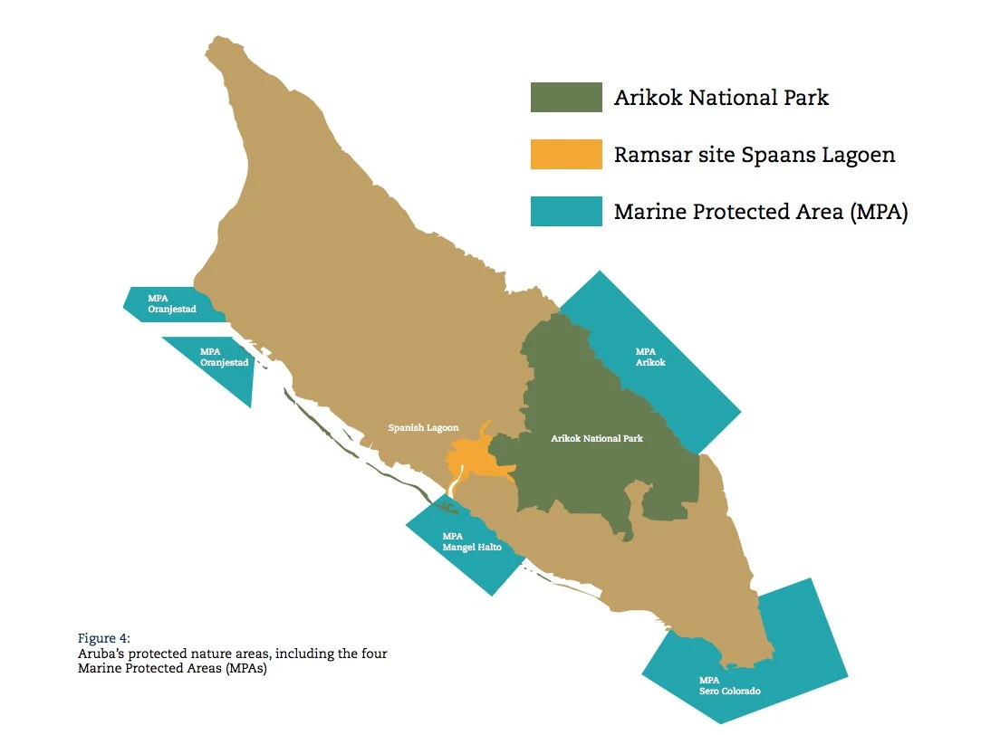 Arikok National Park
Ramsar site Spaans Lagoen
Marine Protected Area (MPA)
MPA
Oranjestad
MPA
Oranjestad
MPA
Arikok
Spanish Lagoon
Arikok National Park
MPA
Mangel Halto
MPA
Sero Colorado
Figure 4:
Aruba’s protected nature areas, including the four
Marine Protected Areas (MPAs)